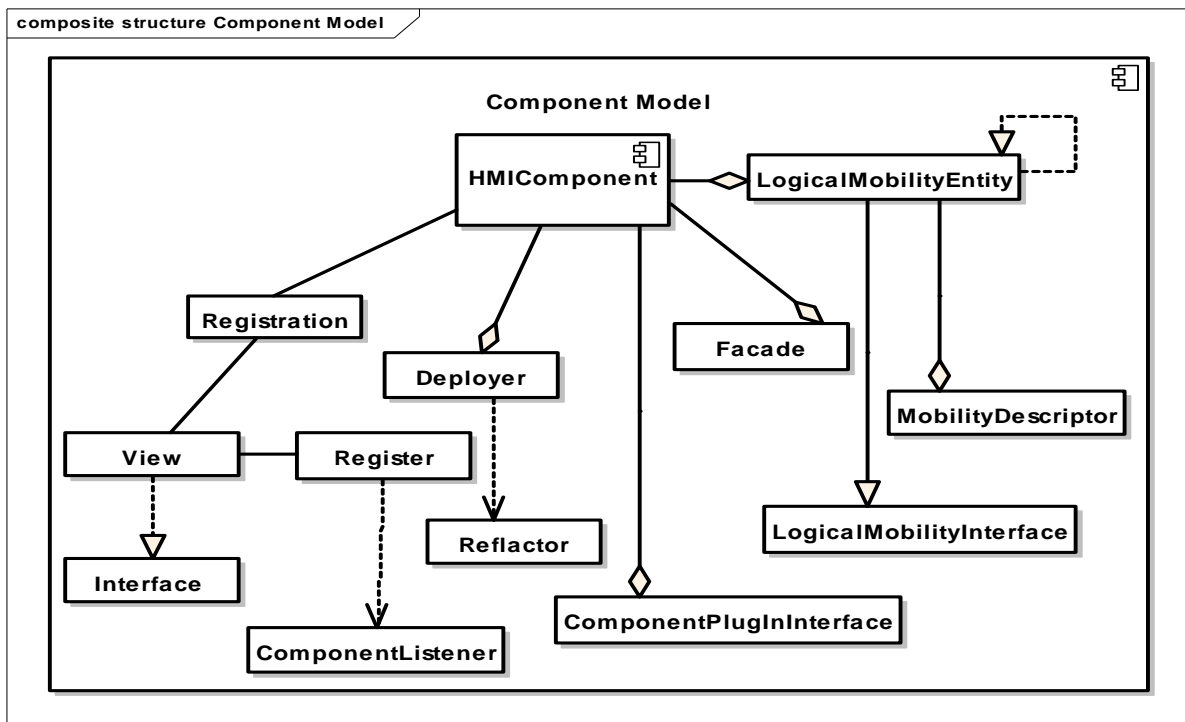 composite structure Component Model
Component Model
HMIComponent
LogicalMobilityEntity
Registration
Facade
Deployer
MobilityDescriptor
View
Register
LogicalMobilityInterface
Reflactor
Interface
ComponentPlugInInterface
ComponentListener